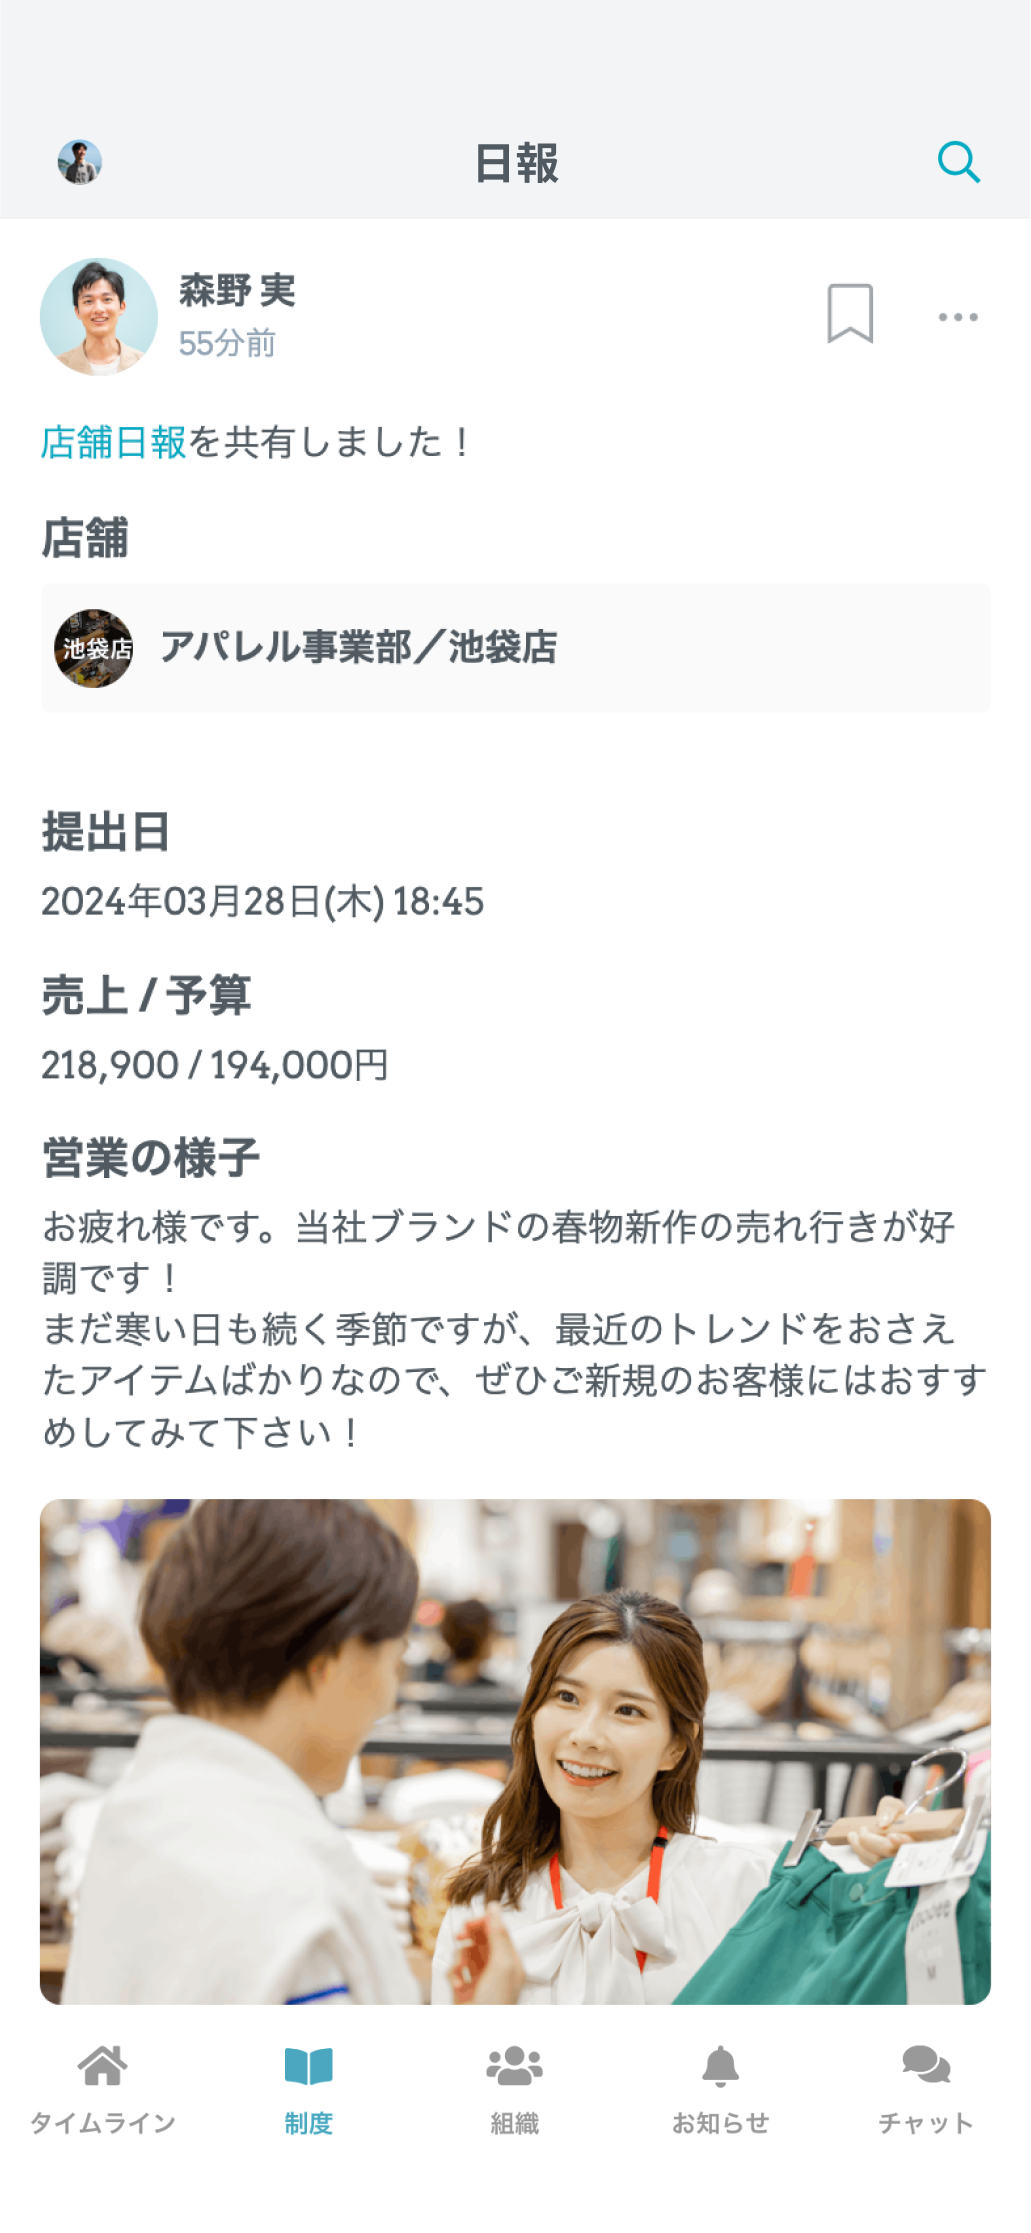 日報
森野 実
55分前
店舗日報を共有しました！
店舗
池袋店
アパレル事業部／池袋店
提出日
2024年03月28日(木) 18:45
売上 / 予算
218,900 / 194,000円
営業の様子
お疲れ様です。当社ブランドの春物新作の売れ行きが好
調です！
まだ寒い日も続く季節ですが、最近のトレンドをおさえ
たアイテムばかりなので、ぜひご新規のお客様にはおすす
めしてみて下さい！
M
タイムライン
制度
組織
お知らせ
チャット